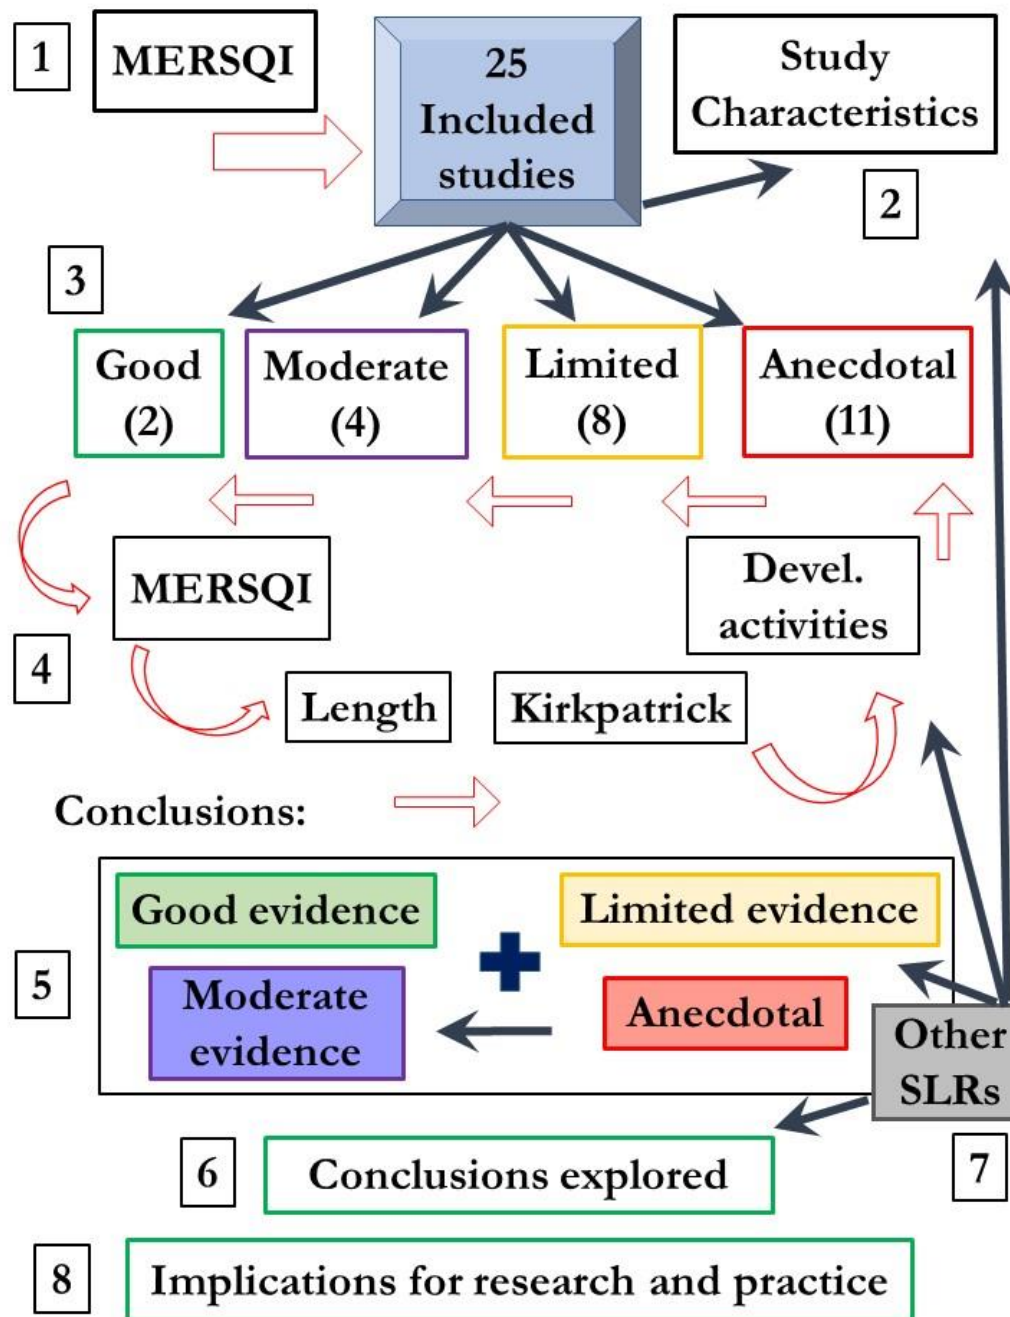 1
MERSQI
25
Included
studies
Study
Characteristics
2
3
Good
(2)
Moderate
(4)
Limited
(8)
Anecdotal
(11)
MERSQI
Devel.
activities
4
Length
Kirkpatrick
Conclusions:
Good evidence
Limited evidence
5
Moderate
evidence
Anecdotal
Other
SLRs
6
Conclusions explored
7
8
Implications for research and practice